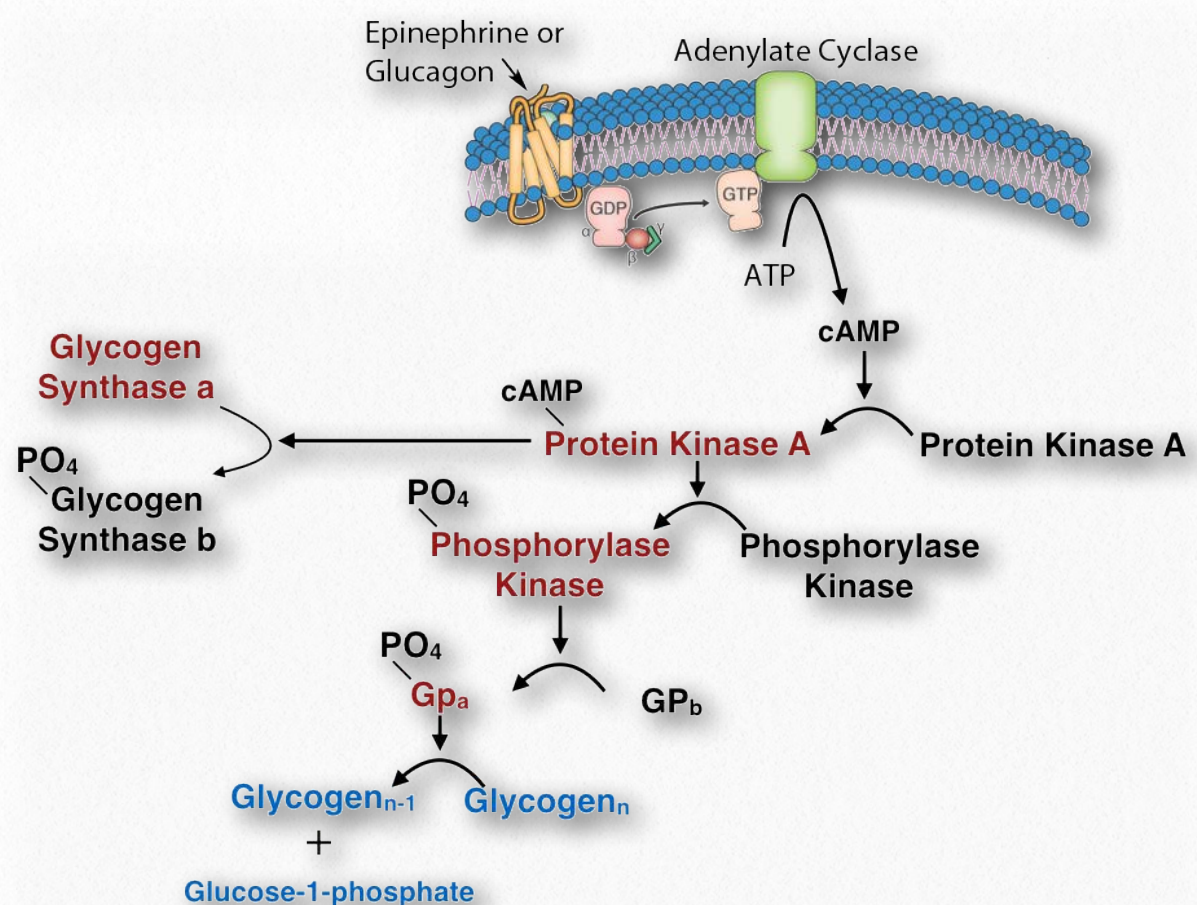 Epinephrine or
Glucagon
Adenylate Cyclase
GDP
GTP
α
β
γ
ATP
cAMP
Glycogen
Synthase a
cAMP
Protein Kinase A
Protein Kinase A
PO4
Glycogen
Synthase b
PO4
Phosphorylase
Kinase
Phosphorylase
Kinase
PO4
Gpa
GPb
Glycogenn-1
Glycogenn
+
Glucose-1-phosphate